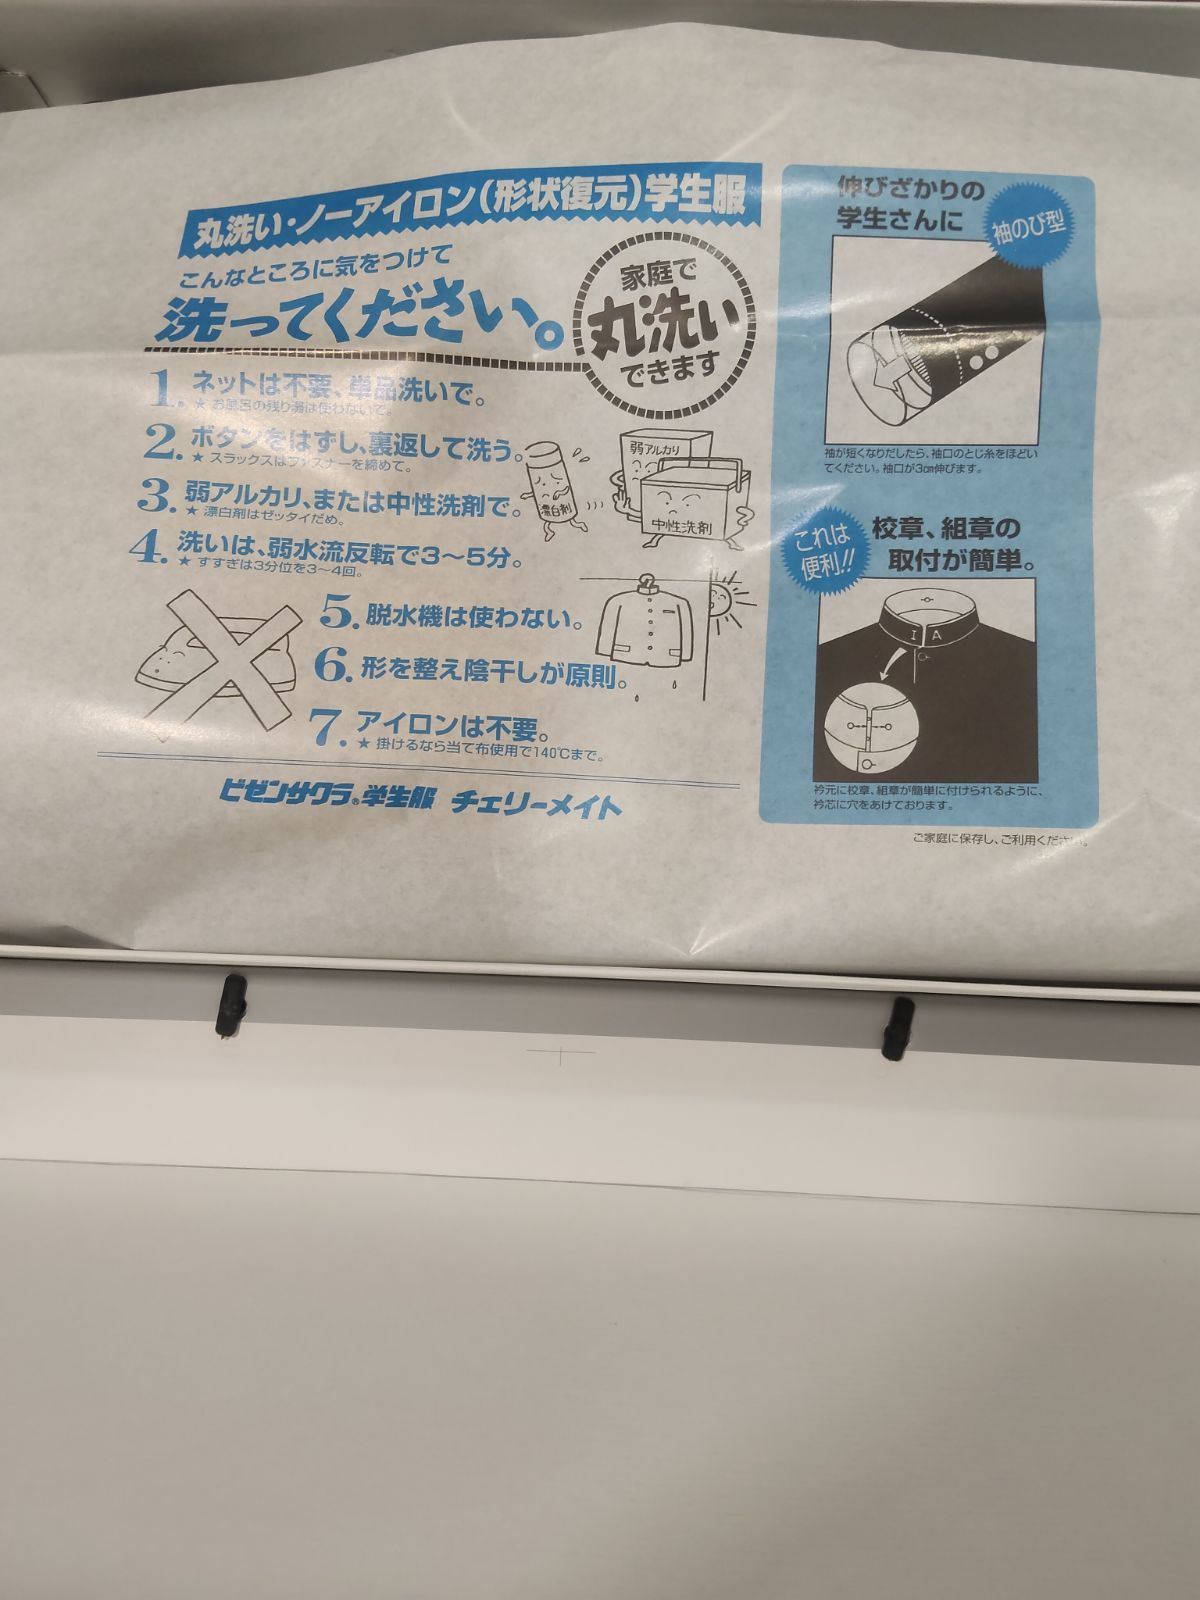 丸洗い・ノーアイロン(形状復元)学生服
こんなところに気をつけて
洗ってください。
家庭で
丸洗い
できます
1. ネットは不要、単品洗いで。
★ お風呂の残り湯は使わないで。
2. ボタンをはずし、裏返して洗う。
★ スラックスはファスナーを締めて。
3. 弱アルカリ、または中性洗剤で。
★ 漂白剤はゼッタイだめ。
4. 洗いは、弱水流反転で3〜5分。
★ すすぎは3分位を3〜4回。
漂白剤
弱アルカリ
中性洗剤
5. 脱水機は使わない。
6. 形を整え陰干しが原則。
7. アイロンは不要。
★ 掛けるなら当て布使用で140℃まで。
ビゼンサクラ®学生服 チェリーメイト
伸びざかりの
学生さんに
袖のび型
袖が短くなりだしたら、袖口のとじ糸をほどい
てください。袖口が3㎝伸びます。
これは
便利!!
校章、組章の
取付が簡単。
I A
衿元に校章、組章が簡単に付けられるように、
衿芯に穴をあけております。
ご家庭に保存し、ご利用ください。